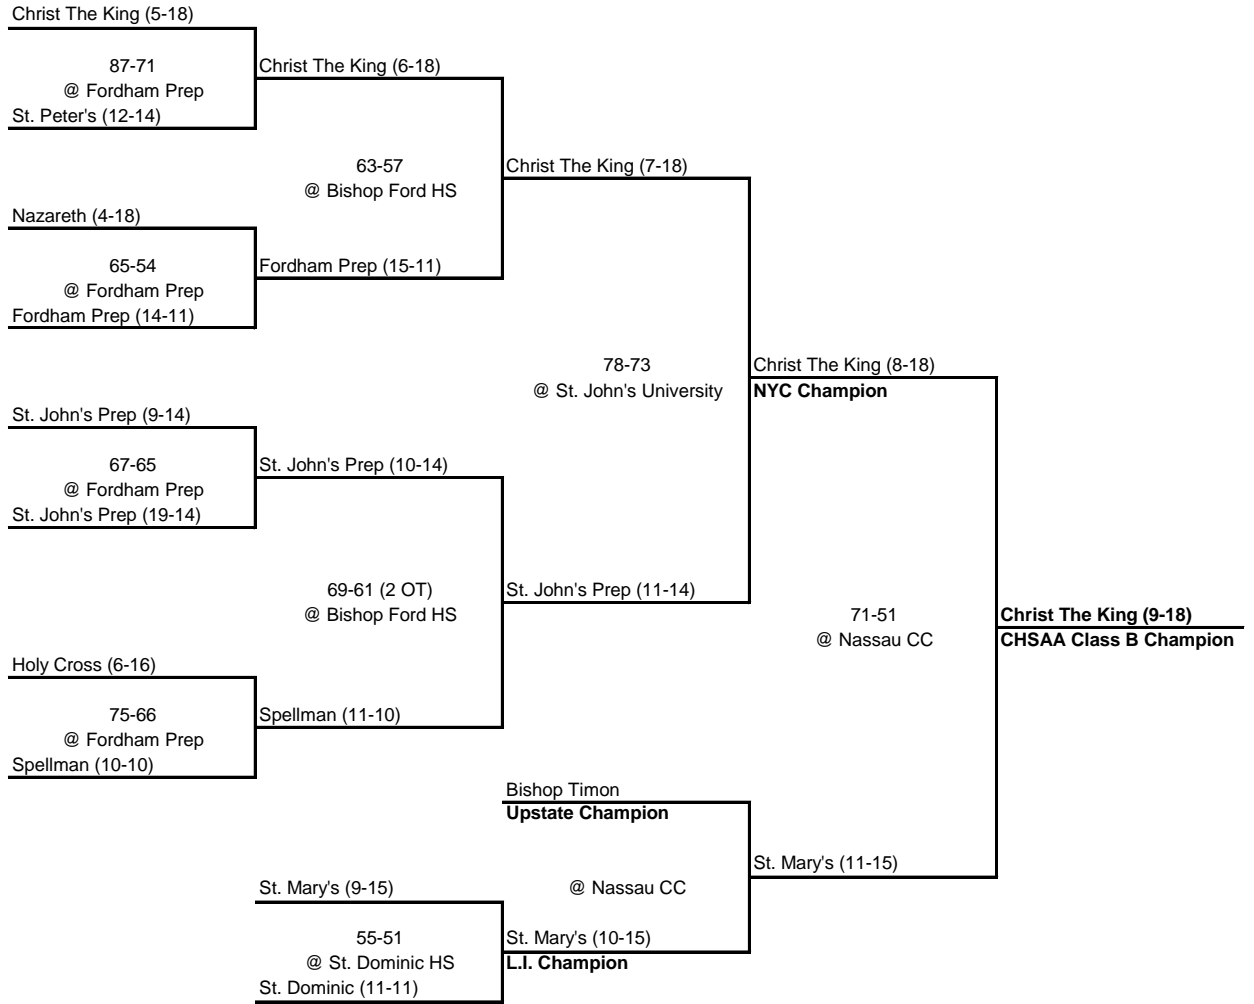 Christ The King (5-18)
87-71
@ Fordham Prep
St. Peter's (12-14)
Christ The King (6-18)
63-57
@ Bishop Ford HS
Christ The King (7-18)
Nazareth (4-18)
65-54
@ Fordham Prep
Fordham Prep (14-11)
Fordham Prep (15-11)
78-73
@ St. John's University
Christ The King (8-18)
NYC Champion
St. John's Prep (9-14)
67-65
@ Fordham Prep
St. John's Prep (19-14)
St. John's Prep (10-14)
69-61 (2 OT)
@ Bishop Ford HS
St. John's Prep (11-14)
71-51
@ Nassau CC
Christ The King (9-18)
CHSAA Class B Champion
Holy Cross (6-16)
75-66
@ Fordham Prep
Spellman (10-10)
Spellman (11-10)
Bishop Timon
Upstate Champion
@ Nassau CC
St. Mary's (11-15)
St. Mary's (9-15)
55-51
@ St. Dominic HS
St. Dominic (11-11)
St. Mary's (10-15)
L.I. Champion